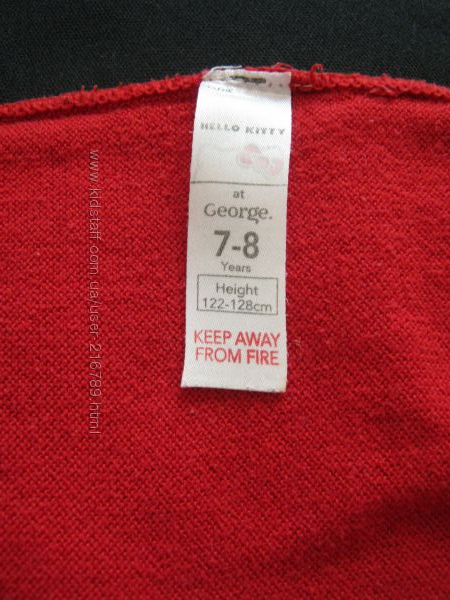 HELLO KITTY
at
George.
7-8
Years
Height
122-128cm
KEEP AWAY
FROM FIRE
www.kidstaff.com.ua/user-216789.html